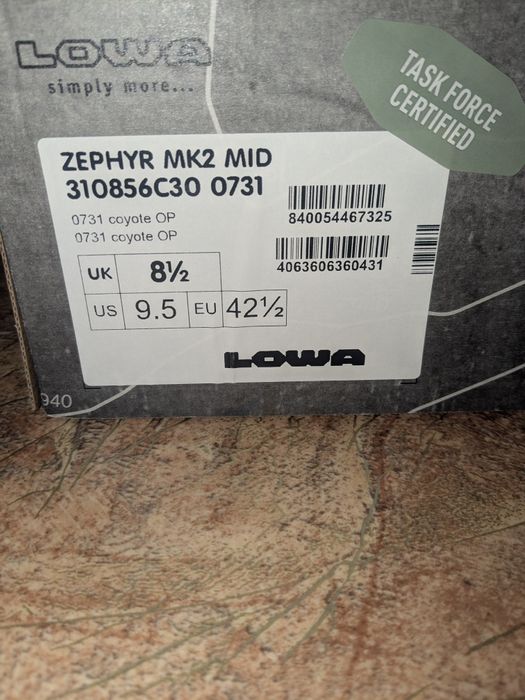 LOWA
simply more...
TASK FORCE
CERTIFIED
ZEPHYR MK2 MID
310856C30 0731
0731 coyote OP
0731 coyote OP
840054467325
4063606360431
UK 8½
US 9.5 EU 42½
LOWA
940